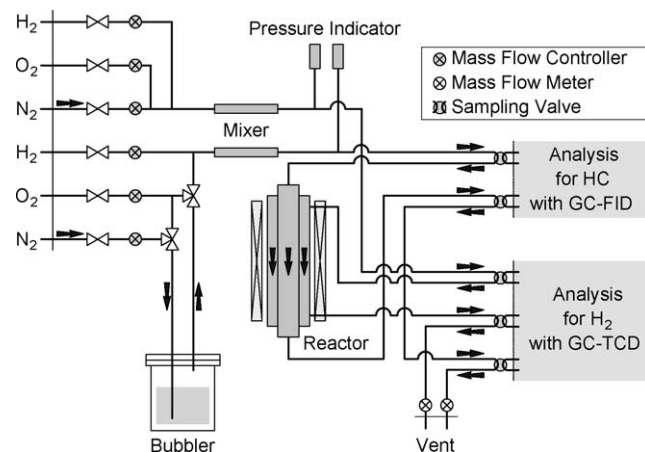 H2
O2
N2
H2
O2
N2
Pressure Indicator
Mixer
Mass Flow Controller
Mass Flow Meter
Sampling Valve
Analysis
for HC
with GC-FID
Analysis
for H2
with GC-TCD
Reactor
Bubbler
Vent